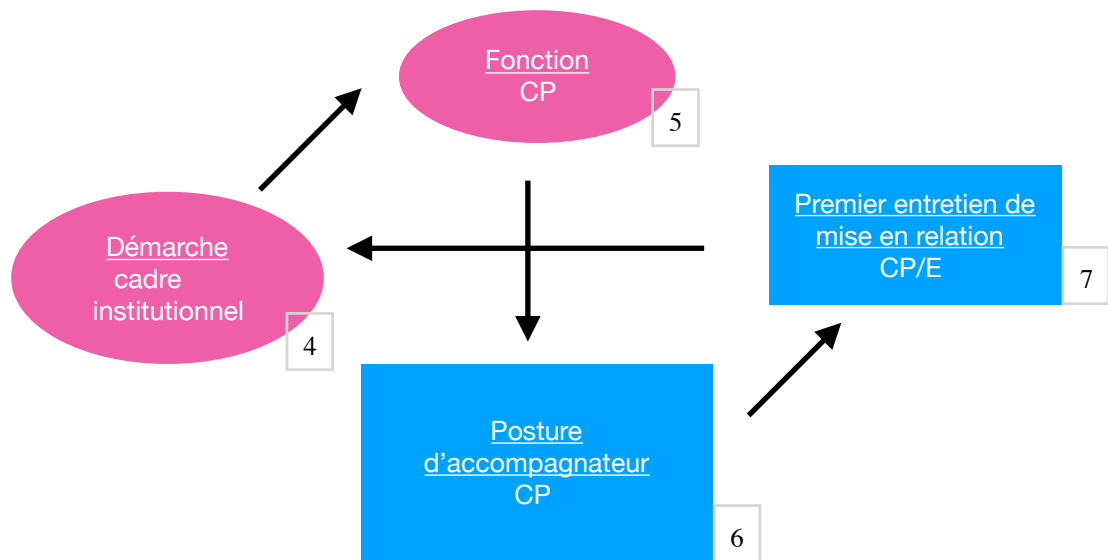 Fonction
CP
5
Premier entretien de
mise en relation
CP/E
7
Démarche
cadre
institutionnel
4
Posture
d’accompagnateur
CP
6